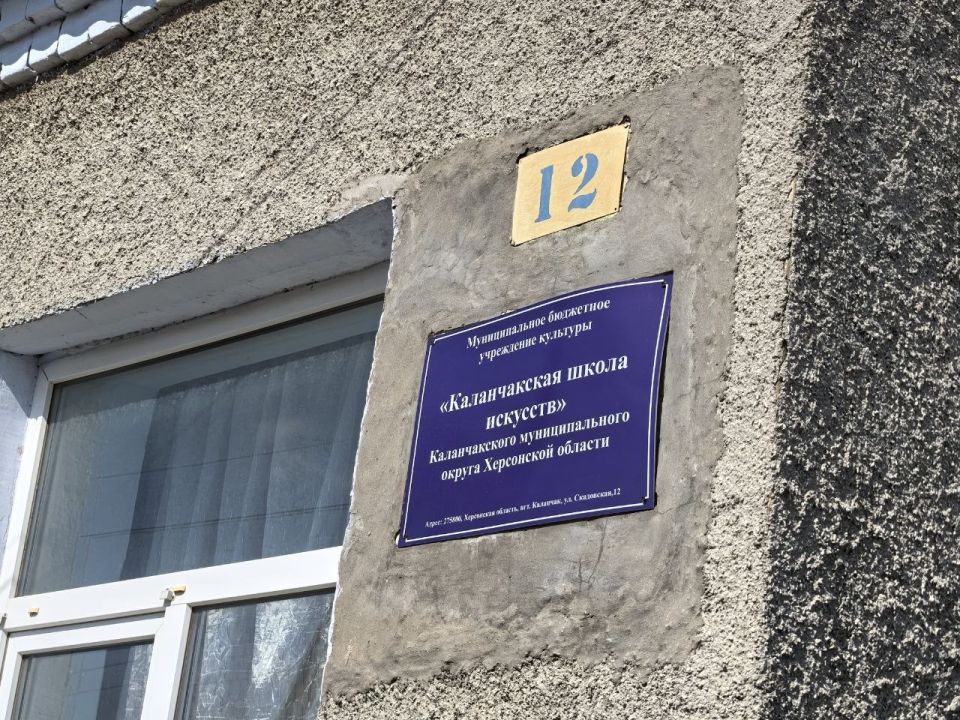 12
Муниципальное бюджетное
учреждение культуры
«Каланчакская школа
искусств»
Каланчакского муниципального
округа Херсонской области
Адрес: 275800, Херсонская область, пгт. Каланчак, ул. Скадовская,12